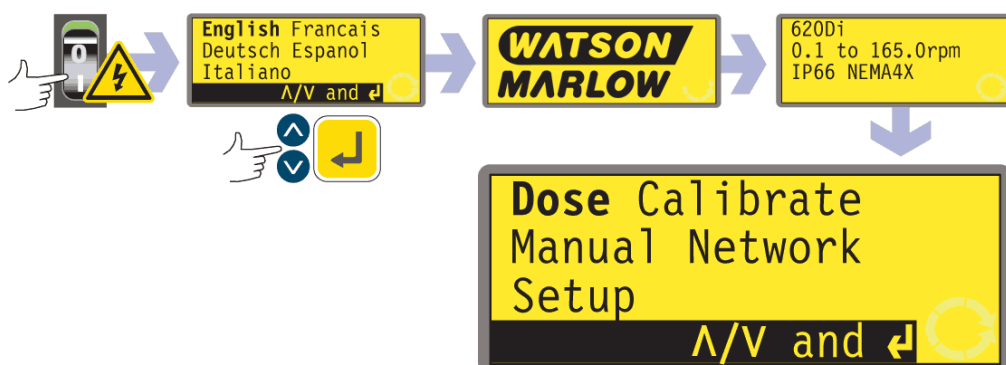 0
I
English Francais
Deutsch Espanol
Italiano
Λ/V and ↲
WATSON
MARLOW
620Di
0.1 to 165.0rpm
IP66 NEMA4X
Dose Calibrate
Manual Network
Setup
Λ/V and ↲